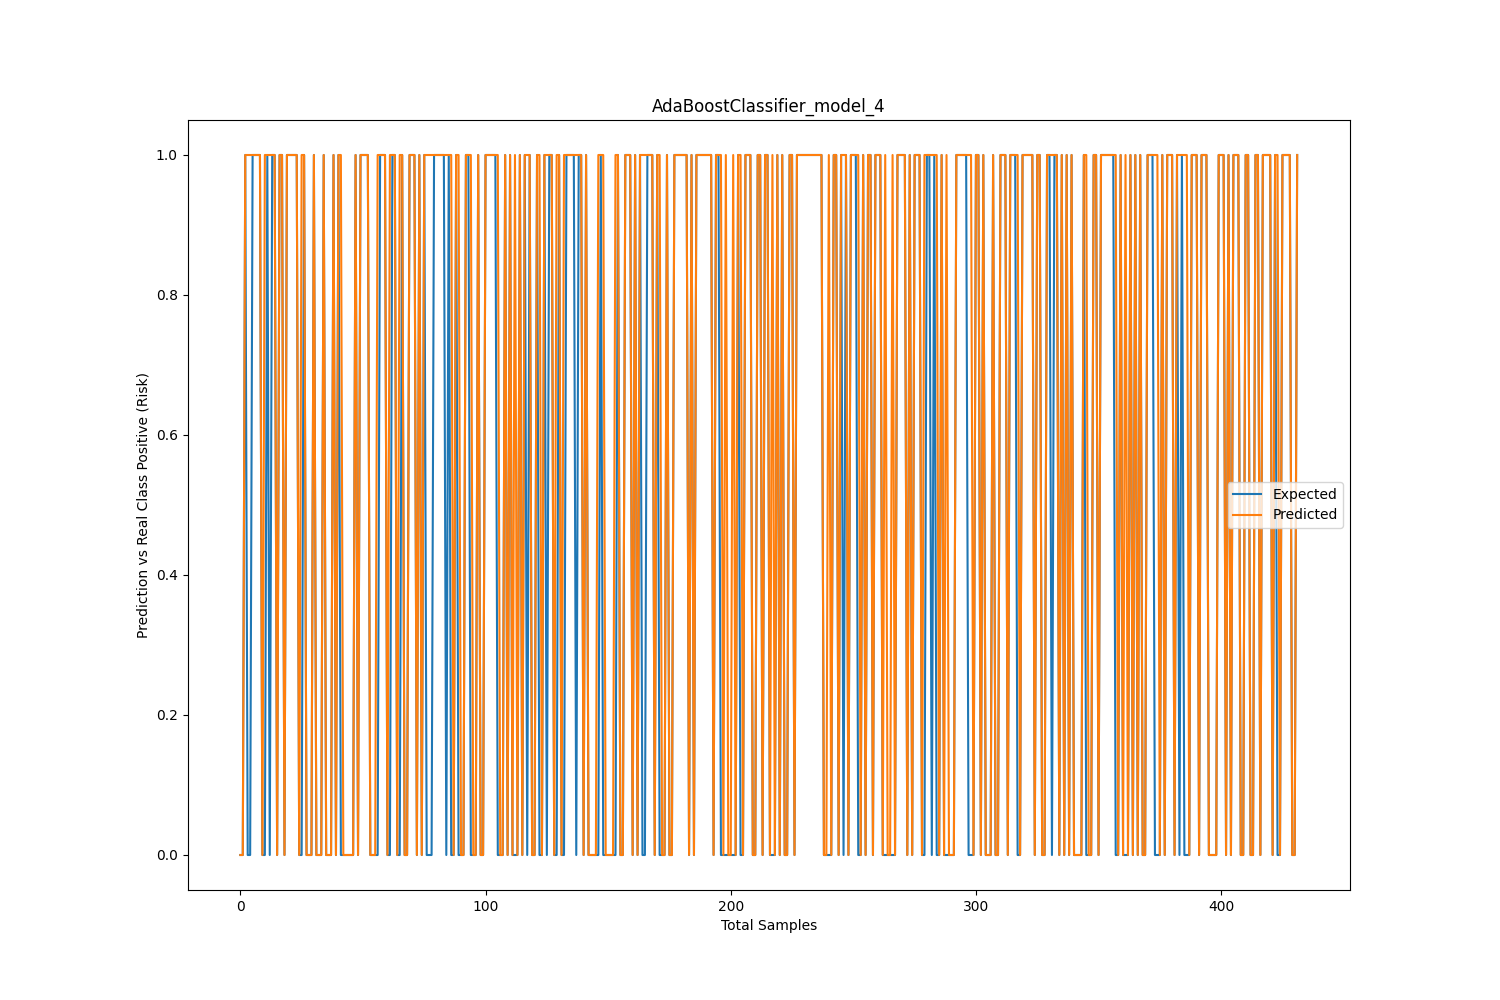 AdaBoostClassifier_model_4
1.0
0.8
0.6
0.4
0.2
0.0
Prediction vs Real Class Positive (Risk)
Expected
Predicted
0
100
200
300
400
Total Samples